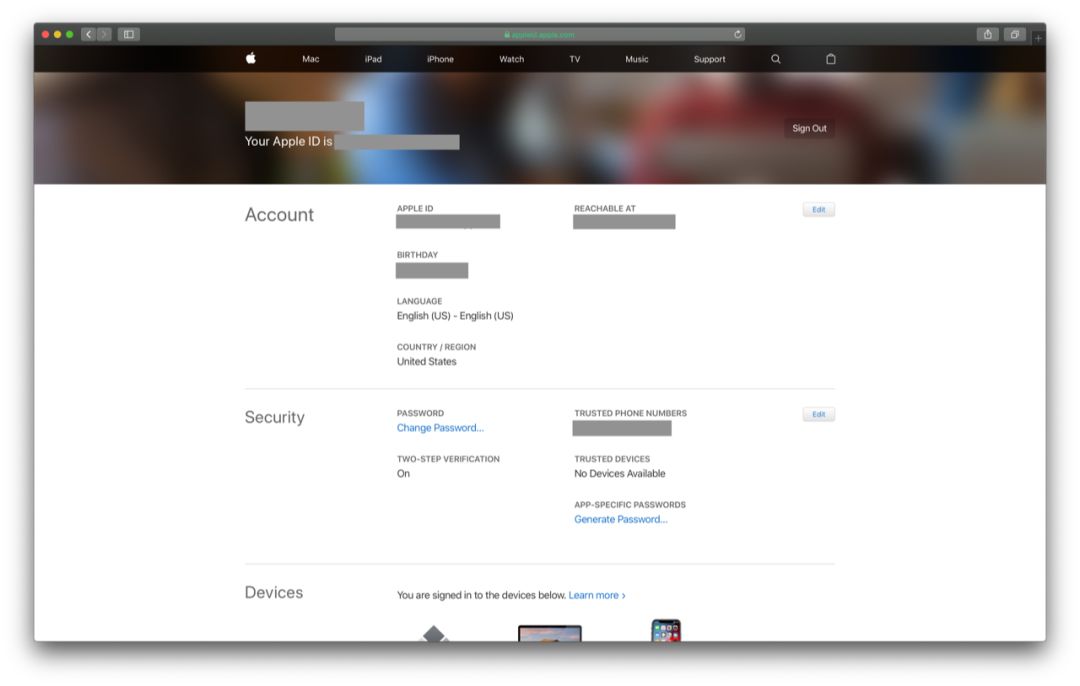 appleid.apple.com
Mac iPad iPhone Watch TV Music Support
Your Apple ID is
Sign Out
Account
APPLE ID
REACHABLE AT
Edit
BIRTHDAY
LANGUAGE
English (US) - English (US)
COUNTRY / REGION
United States
Security
PASSWORD
Change Password...
TRUSTED PHONE NUMBERS
Edit
TWO-STEP VERIFICATION
On
TRUSTED DEVICES
No Devices Available
APP-SPECIFIC PASSWORDS
Generate Password...
Devices
You are signed in to the devices below. Learn more ›